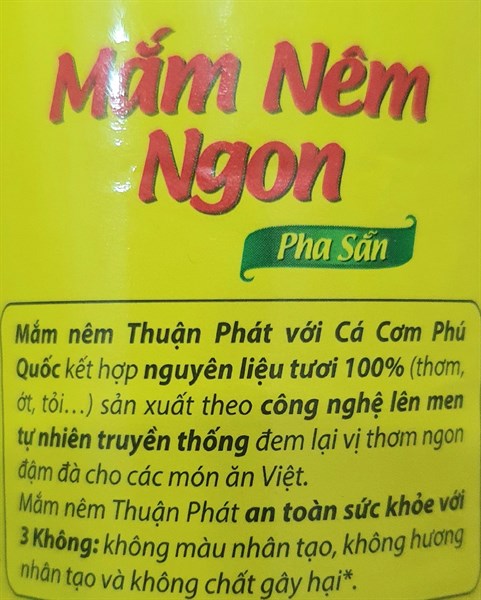 Mắm Nêm
Ngon
Pha Sẵn
Mắm nêm Thuận Phát với Cá Cơm Phú
Quốc kết hợp nguyên liệu tươi 100% (thơm,
ớt, tỏi...) sản xuất theo công nghệ lên men
tự nhiên truyền thống đem lại vị thơm ngon
đậm đà cho các món ăn Việt.
Mắm nêm Thuận Phát an toàn sức khỏe với
3 Không: không màu nhân tạo, không hương
nhân tạo và không chất gây hại*.